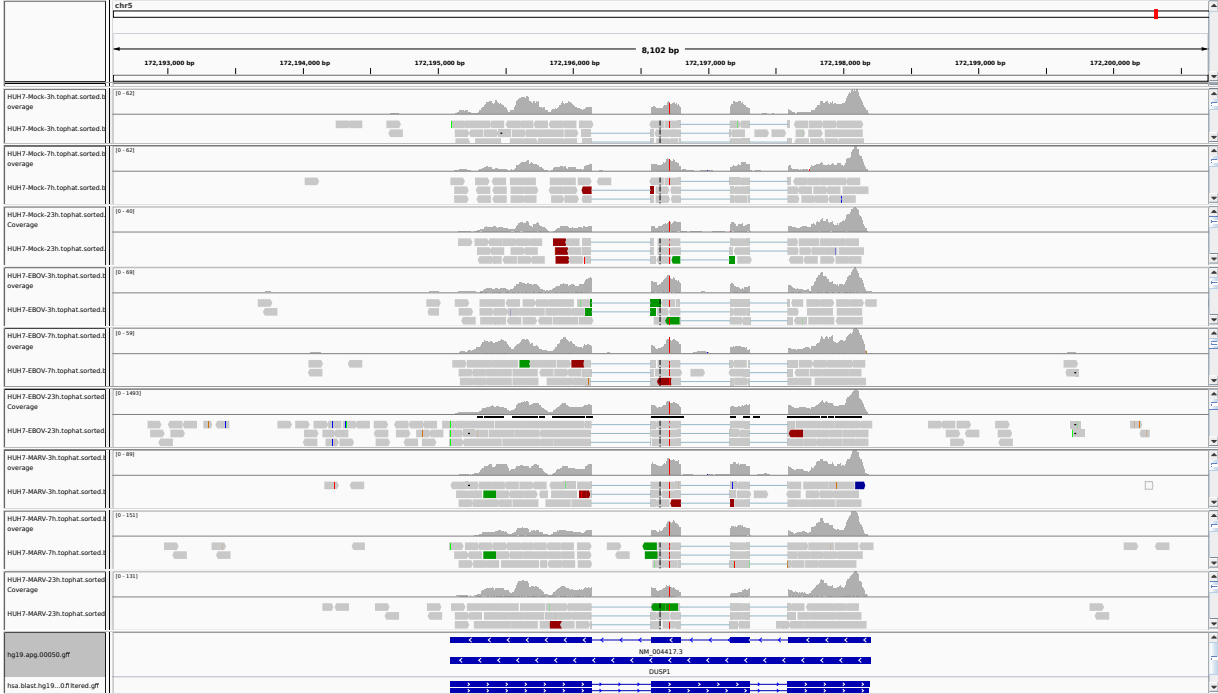 chr5
8,102 bp
172,193,000 bp 172,194,000 bp 172,195,000 bp 172,196,000 bp 172,197,000 bp 172,198,000 bp 172,199,000 bp 172,200,000 bp
HUH7-Mock-3h.tophat.sorted.b
overage
[0 - 62]
HUH7-Mock-3h.tophat.sorted.b
HUH7-Mock-7h.tophat.sorted.b
overage
[0 - 62]
HUH7-Mock-7h.tophat.sorted.b
HUH7-Mock-23h.tophat.sorted.
Coverage
[0 - 40]
HUH7-Mock-23h.tophat.sorted.
HUH7-EBOV-3h.tophat.sorted.b
overage
[0 - 69]
HUH7-EBOV-3h.tophat.sorted.b
HUH7-EBOV-7h.tophat.sorted.b
overage
[0 - 59]
HUH7-EBOV-7h.tophat.sorted.b
HUH7-EBOV-23h.tophat.sorted
Coverage
[0 - 1493]
HUH7-EBOV-23h.tophat.sorted
HUH7-MARV-3h.tophat.sorted.b
overage
[0 - 89]
HUH7-MARV-3h.tophat.sorted.b
HUH7-MARV-7h.tophat.sorted.b
overage
[0 - 151]
HUH7-MARV-7h.tophat.sorted.b
HUH7-MARV-23h.tophat.sorted
Coverage
[0 - 131]
HUH7-MARV-23h.tophat.sorted
hg19.apg.00050.gff
NM_004417.3
DUSP1
hsa.blast.hg19...0.filtered.gff